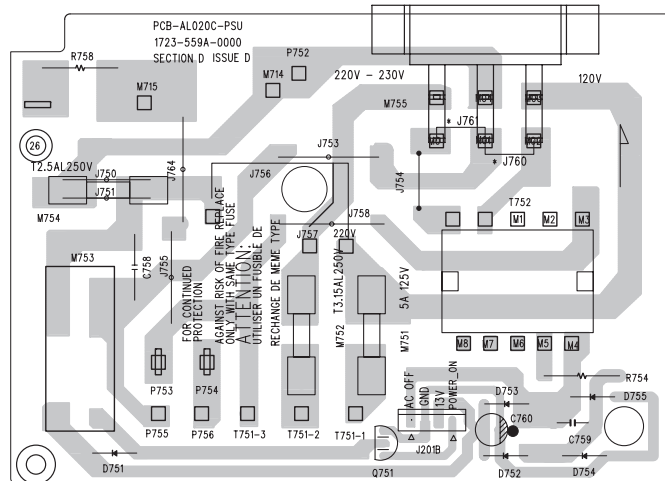 PCB-AL020C-PSU
1723-559A-0000
SECTION D ISSUE D
R758
P752
M714
M715
220V - 230V
M755
120V
* J761
* J760
26
T2.5AL250V
J750
J751
M754
J764
J756
J753
J754
J758
J757
220V
T752
M1
M2
M3
M753
C758
J755
FOR CONTINUED
PROTECTION
AGAINST RISK OF FIRE REPLACE
ONLY WITH SAME TYPE FUSE
ATTENTION:
UTILISER UN FUSIBLE DE
RECHANGE DE MEME TYPE
M752
T3.15AL250V
M751
5A 125V
M8
M7
M6
M5
M4
R754
P753
P754
P755
P756
T751-3
T751-2
T751-1
AC OFF
GND
13V
POWER_ON
J201B
Q751
D753
C760
D755
C759
D751
D752
D754